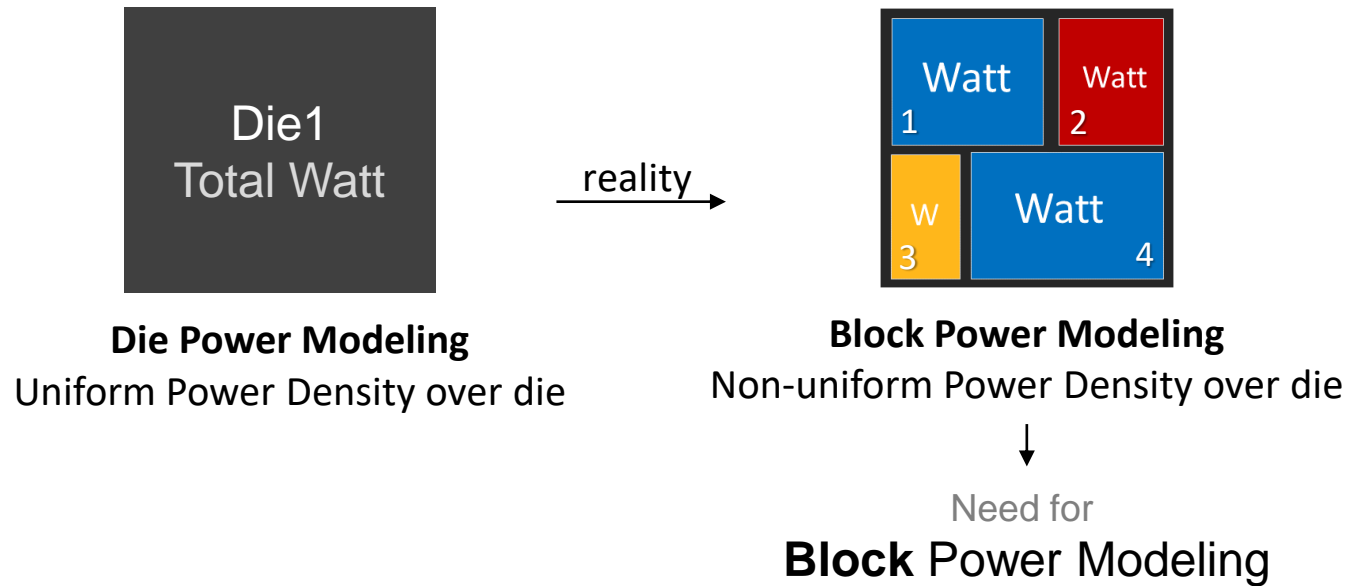 Die1
Total Watt
Die Power Modeling
Uniform Power Density over die
reality
Watt
1
Watt
2
W
3
Watt
4
Block Power Modeling
Non-uniform Power Density over die
Need for
Block Power Modeling